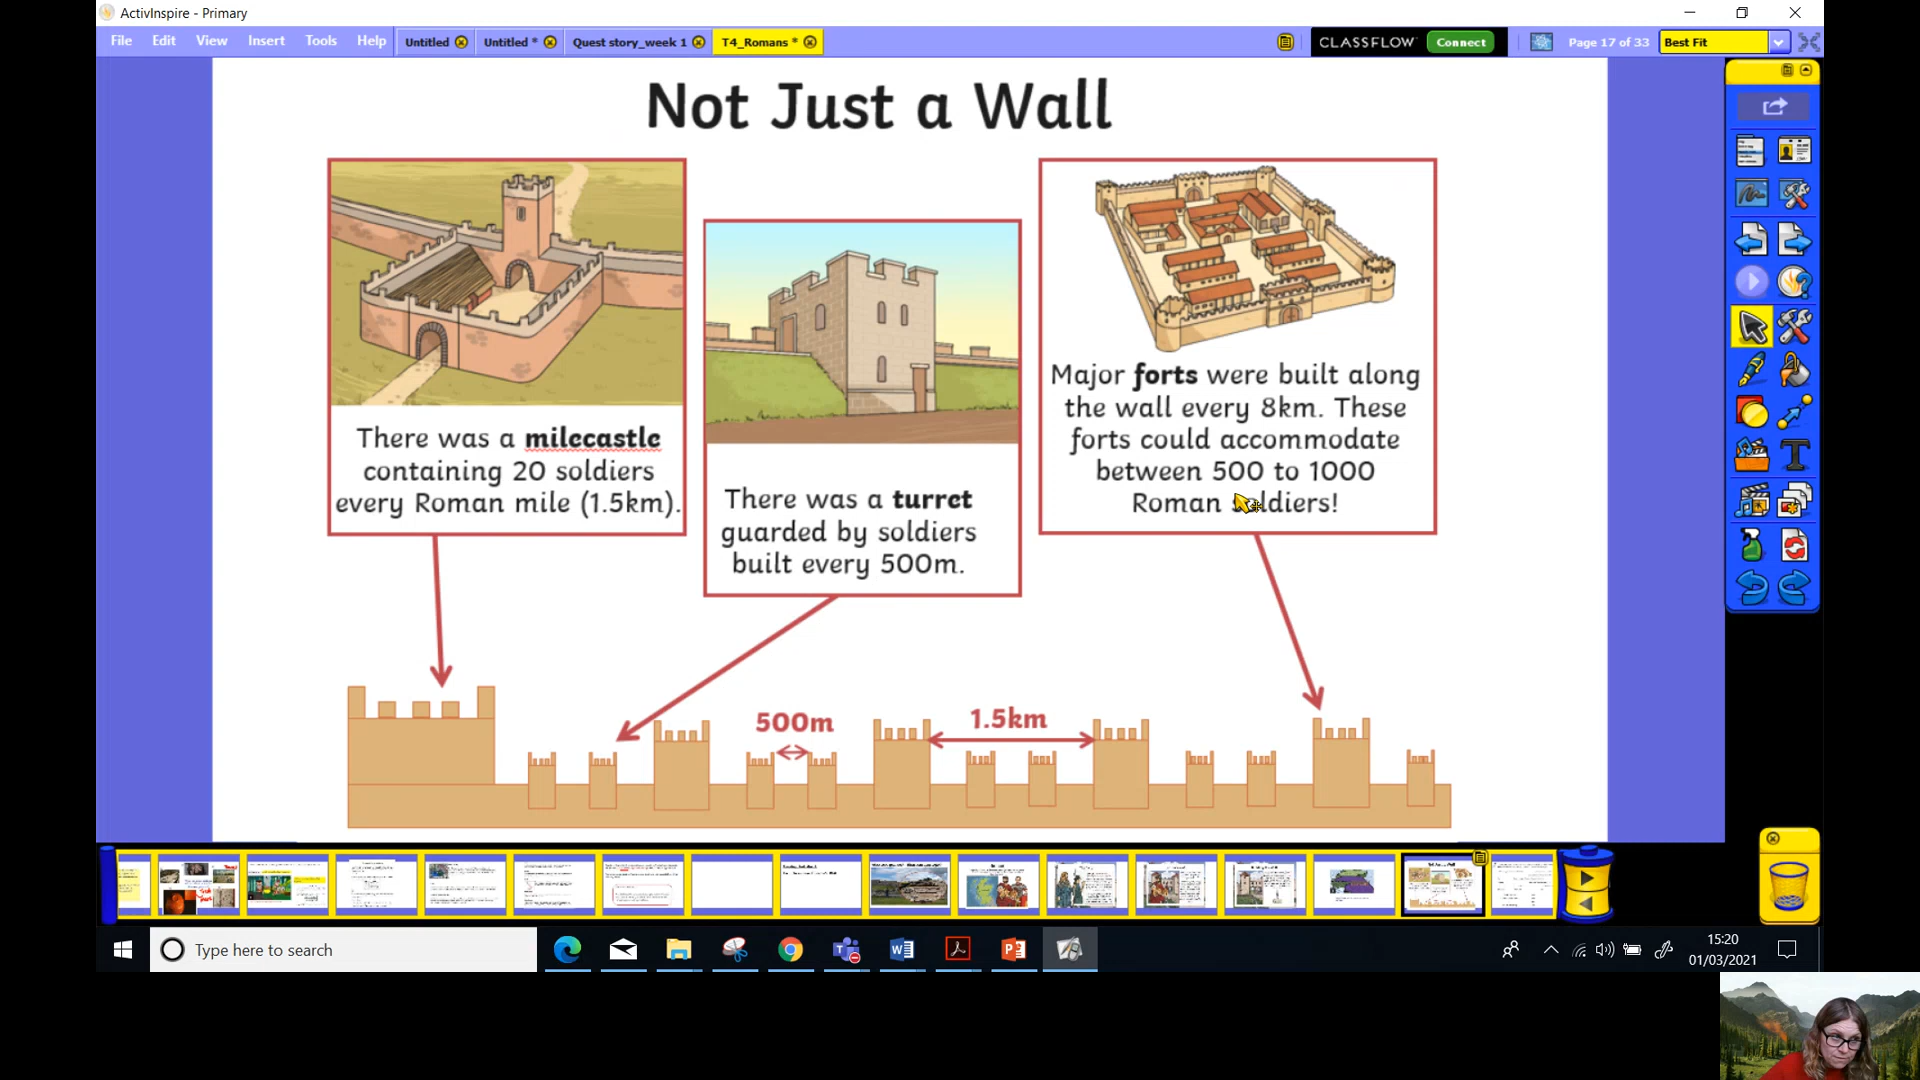 ActivInspire - Primary
File Edit View Insert Tools Help Untitled Untitled * Quest story_week 1 T4_Romans * CLASSFLOW Connect Page 17 of 33 Best Fit
Not Just a Wall
There was a milecastle
containing 20 soldiers
every Roman mile (1.5km).
There was a turret
guarded by soldiers
built every 500m.
Major forts were built along
the wall every 8km. These
forts could accommodate
between 500 to 1000
Roman soldiers!
500m
1.5km
Type here to search
15:20
01/03/2021